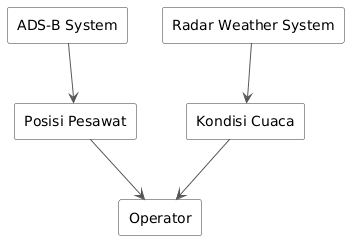 ADS-B System
Radar Weather System
Posisi Pesawat
Kondisi Cuaca
Operator